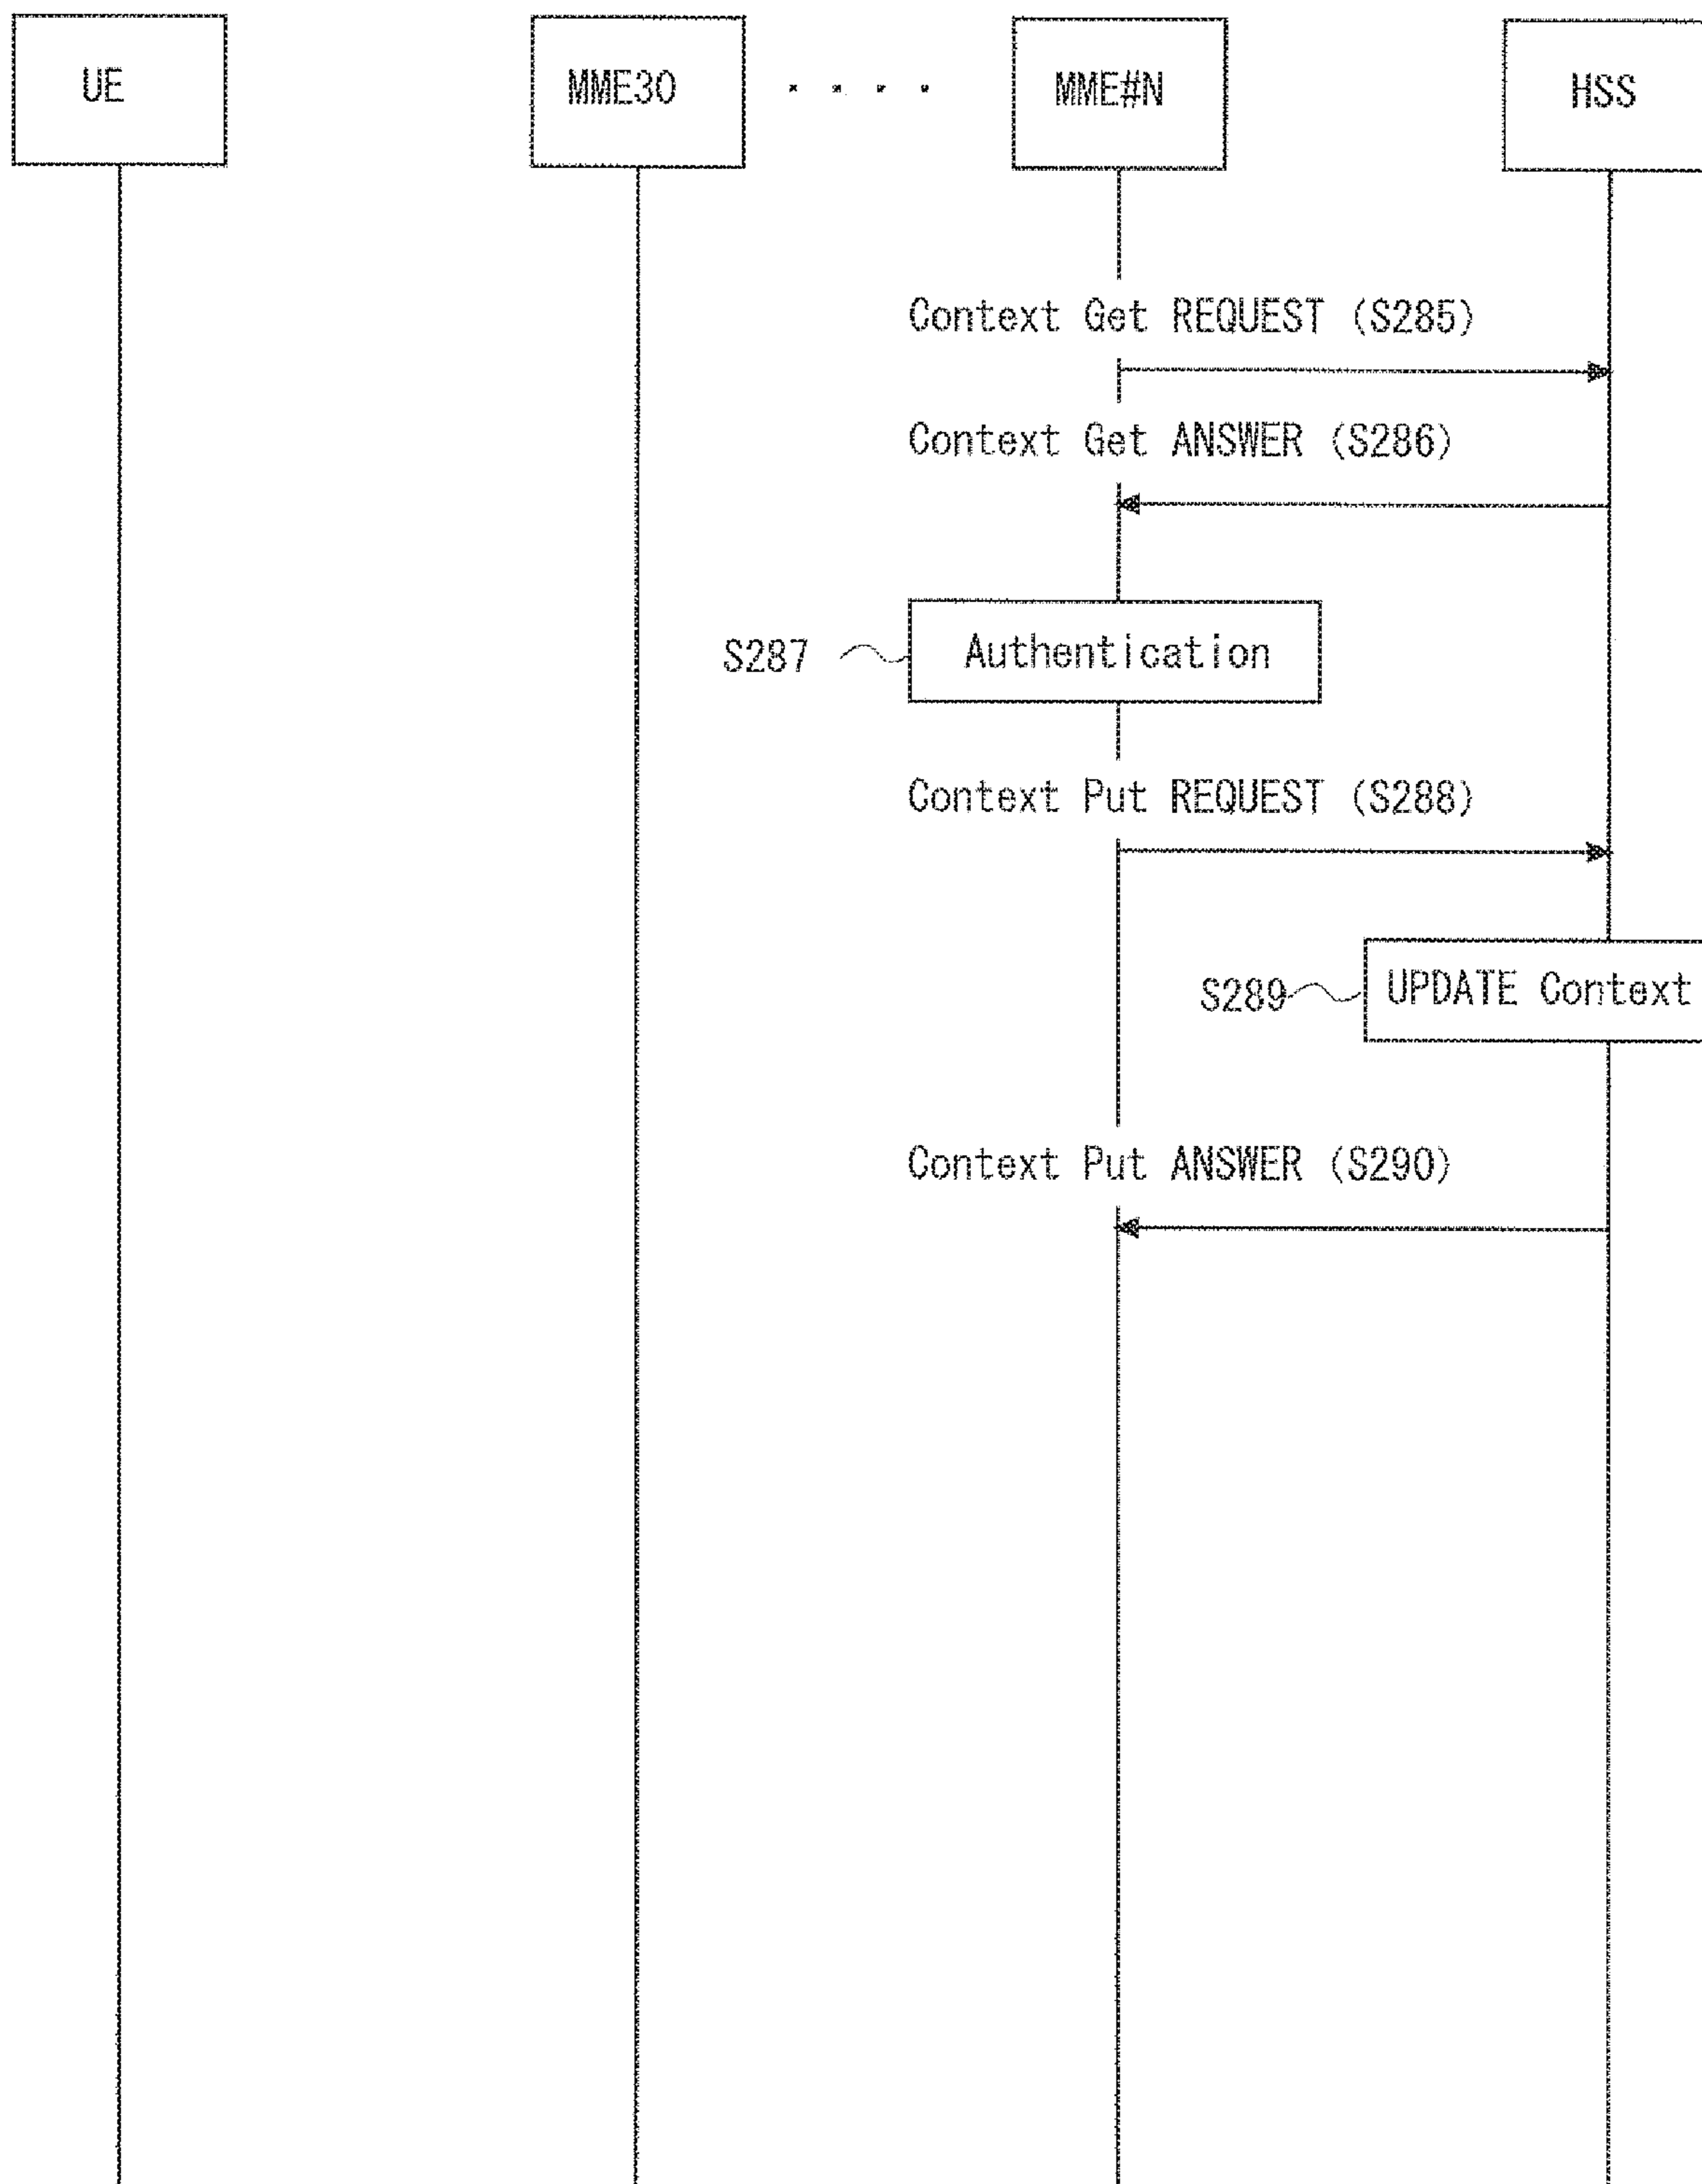 UE
MME30
. . . .
MME#N
HSS
Context Get REQUEST (S285)
Context Get ANSWER (S286)
S287
Authentication
Context Put REQUEST (S288)
S289
UPDATE Context
Context Put ANSWER (S290)